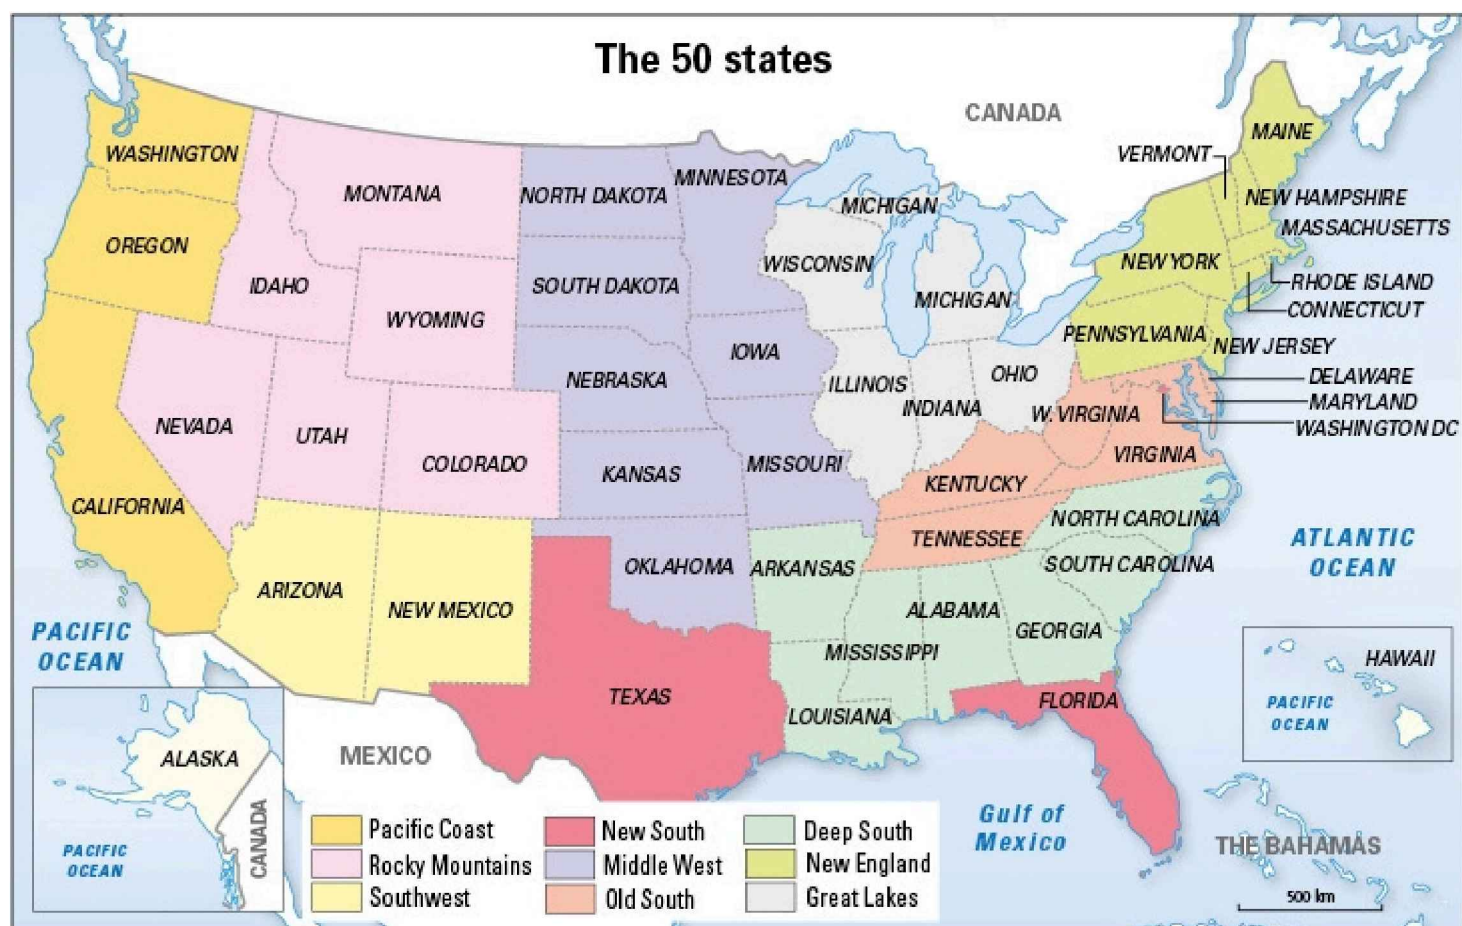 The 50 states
CANADA
MAINE
VERMONT
WASHINGTON
MONTANA
NORTH DAKOTA
MINNESOTA
MICHIGAN
NEW HAMPSHIRE
MASSACHUSETTS
OREGON
IDAHO
SOUTH DAKOTA
WISCONSIN
NEW YORK
RHODE ISLAND
WYOMING
MICHIGAN
CONNECTICUT
PENNSYLVANIA
NEW JERSEY
IOWA
NEBRASKA
ILLINOIS
OHIO
DELAWARE
INDIANA
MARYLAND
NEVADA
UTAH
W. VIRGINIA
WASHINGTON DC
COLORADO
KANSAS
MISSOURI
VIRGINIA
KENTUCKY
CALIFORNIA
NORTH CAROLINA
TENNESSEE
ATLANTIC
OCEAN
OKLAHOMA
ARKANSAS
SOUTH CAROLINA
ARIZONA
NEW MEXICO
ALABAMA
GEORGIA
PACIFIC
OCEAN
MISSISSIPPI
HAWAII
PACIFIC
OCEAN
TEXAS
FLORIDA
LOUISIANA
ALASKA
MEXICO
CANADA
PACIFIC
OCEAN
Gulf of
Mexico
THE BAHAMAS
500 km
Pacific Coast
Rocky Mountains
Southwest
New South
Middle West
Old South
Deep South
New England
Great Lakes